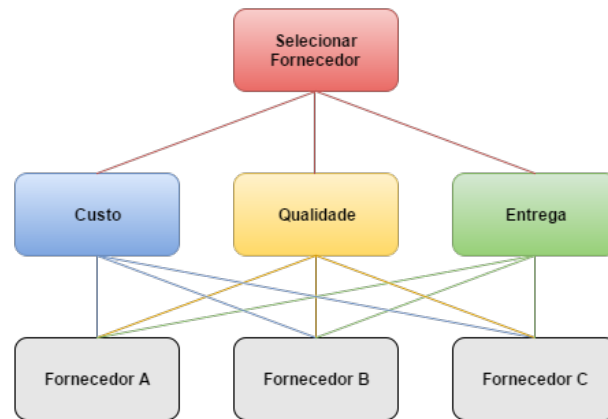 Selecionar
Fornecedor
Custo
Qualidade
Entrega
Fornecedor A
Fornecedor B
Fornecedor C